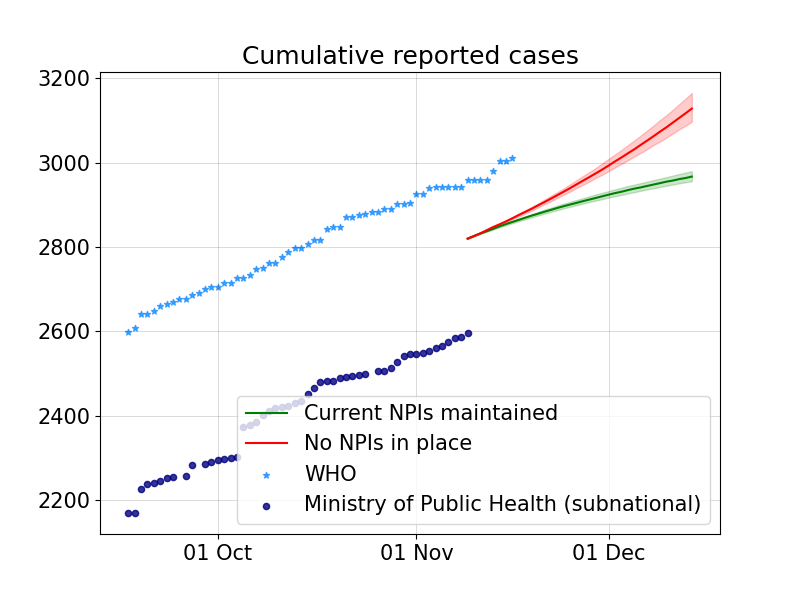 Cumulative reported cases
3200
3000
2800
2600
2400
2200
Current NPIs maintained
No NPIs in place
WHO
Ministry of Public Health (subnational)
01 Oct
01 Nov
01 Dec